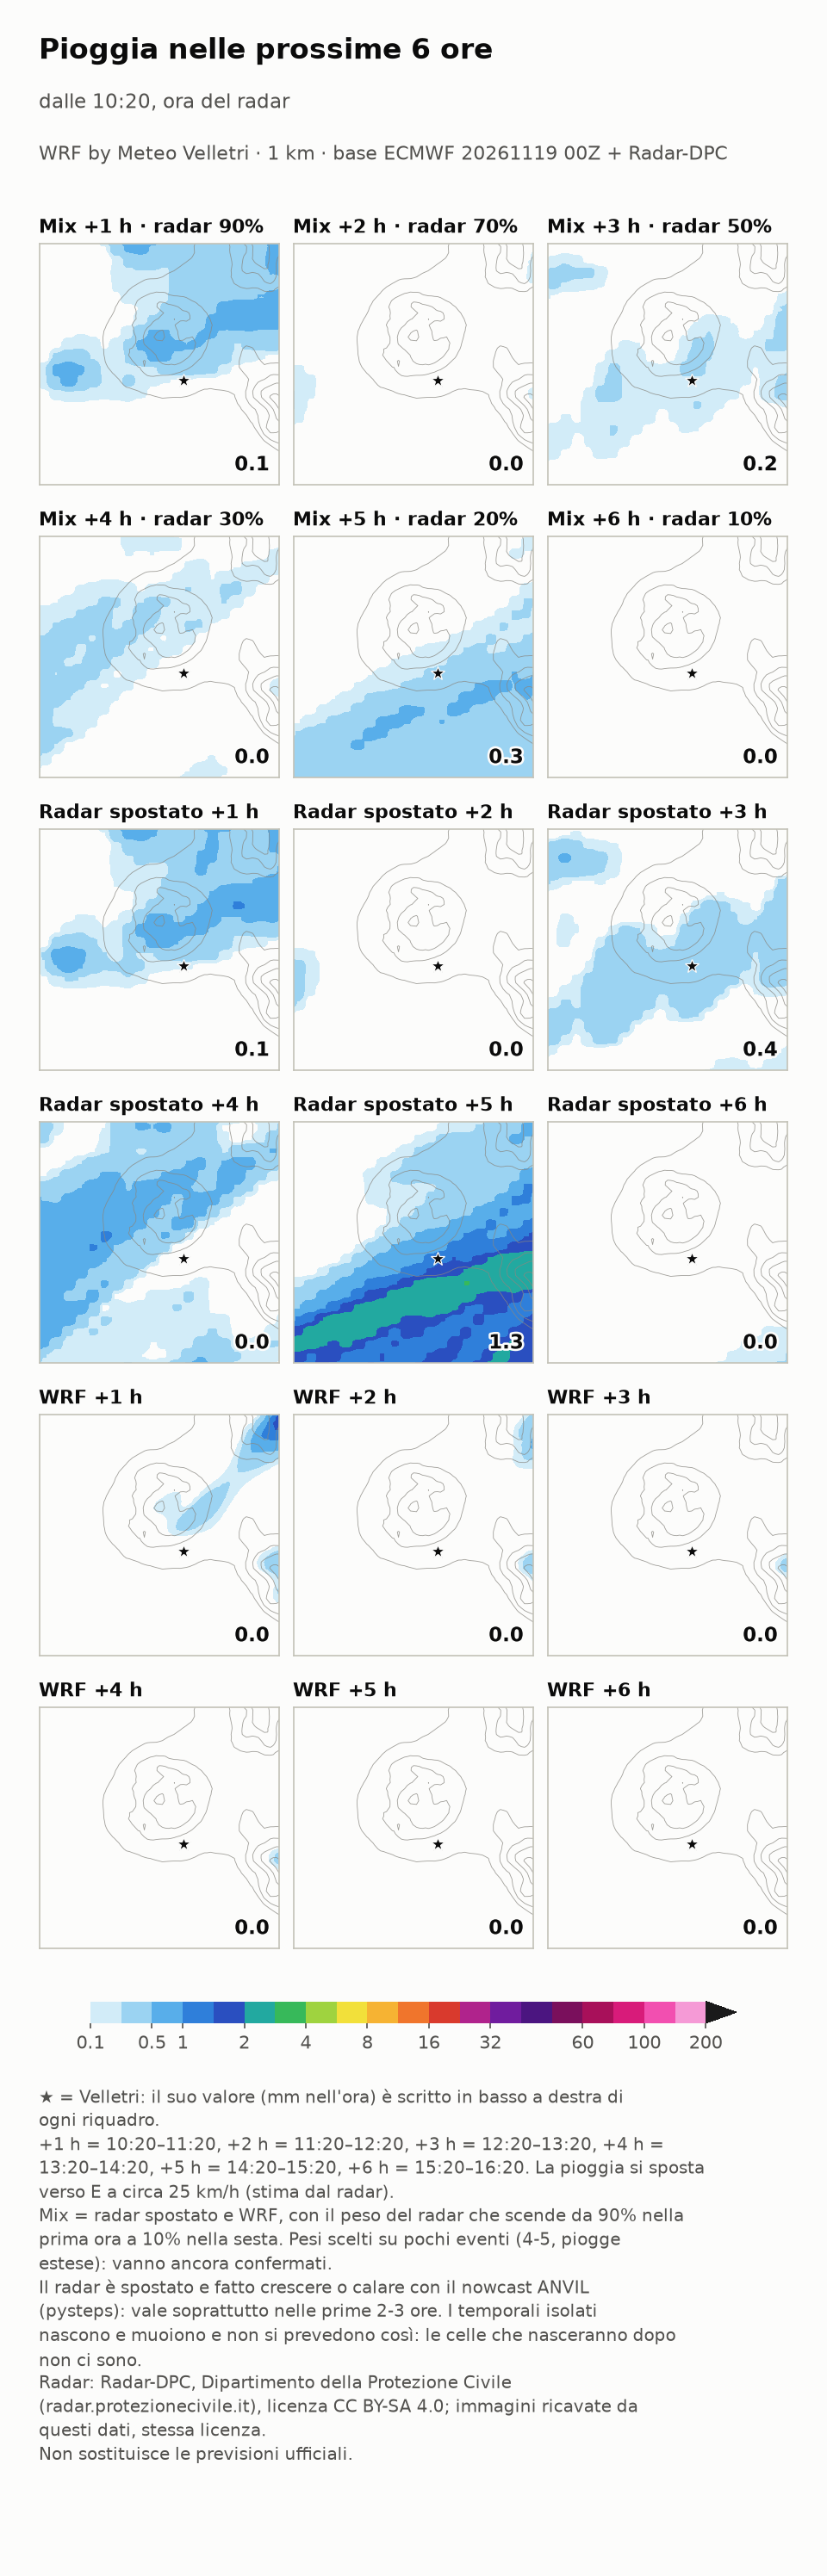 Pioggia nelle prossime 6 ore
dalle 10:20, ora del radar
WRF by Meteo Velletri · 1 km · base ECMWF 20261119 00Z + Radar-DPC
Mix +1 h · radar 90%
Mix +2 h · radar 70%
Mix +3 h · radar 50%
0.1
0.0
0.2
Mix +4 h · radar 30%
Mix +5 h · radar 20%
Mix +6 h · radar 10%
0.0
0.3
0.0
Radar spostato +1 h
Radar spostato +2 h
Radar spostato +3 h
0.1
0.0
0.4
Radar spostato +4 h
Radar spostato +5 h
Radar spostato +6 h
0.0
1.3
0.0
WRF +1 h
WRF +2 h
WRF +3 h
0.0
0.0
0.0
WRF +4 h
WRF +5 h
WRF +6 h
0.0
0.0
0.0
0.1 0.5 1 2 4 8 16 32 60 100 200
★ = Velletri: il suo valore (mm nell'ora) è scritto in basso a destra di
ogni riquadro.
+1 h = 10:20–11:20, +2 h = 11:20–12:20, +3 h = 12:20–13:20, +4 h =
13:20–14:20, +5 h = 14:20–15:20, +6 h = 15:20–16:20. La pioggia si sposta
verso E a circa 25 km/h (stima dal radar).
Mix = radar spostato e WRF, con il peso del radar che scende da 90% nella
prima ora a 10% nella sesta. Pesi scelti su pochi eventi (4-5, piogge
estese): vanno ancora confermati.
Il radar è spostato e fatto crescere o calare con il nowcast ANVIL
(pysteps): vale soprattutto nelle prime 2-3 ore. I temporali isolati
nascono e muoiono e non si prevedono così: le celle che nasceranno dopo
non ci sono.
Radar: Radar-DPC, Dipartimento della Protezione Civile
(radar.protezionecivile.it), licenza CC BY-SA 4.0; immagini ricavate da
questi dati, stessa licenza.
Non sostituisce le previsioni ufficiali.